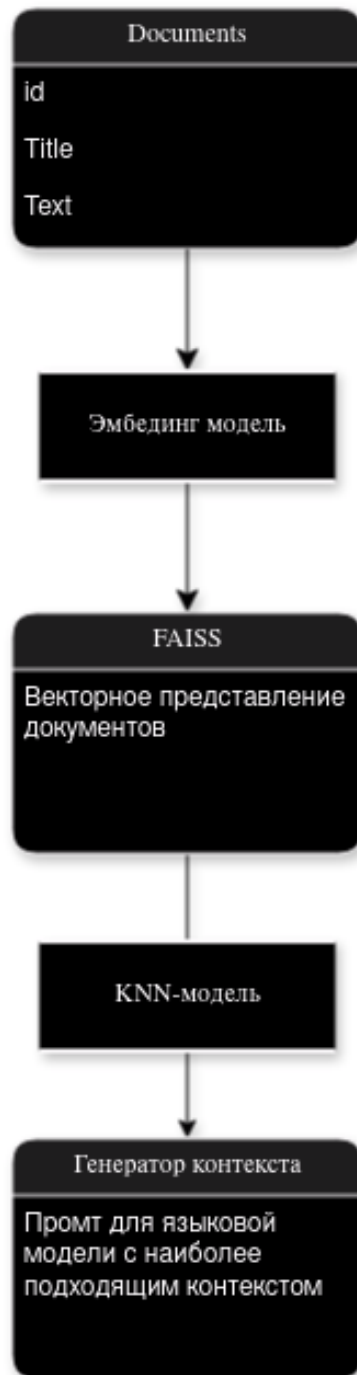 Documents
id
Title
Text
Эмбединг модель
FAISS
Векторное представление
документов
KNN-модель
Генератор контекста
Промт для языковой
модели с наиболее
подходящим контекстом